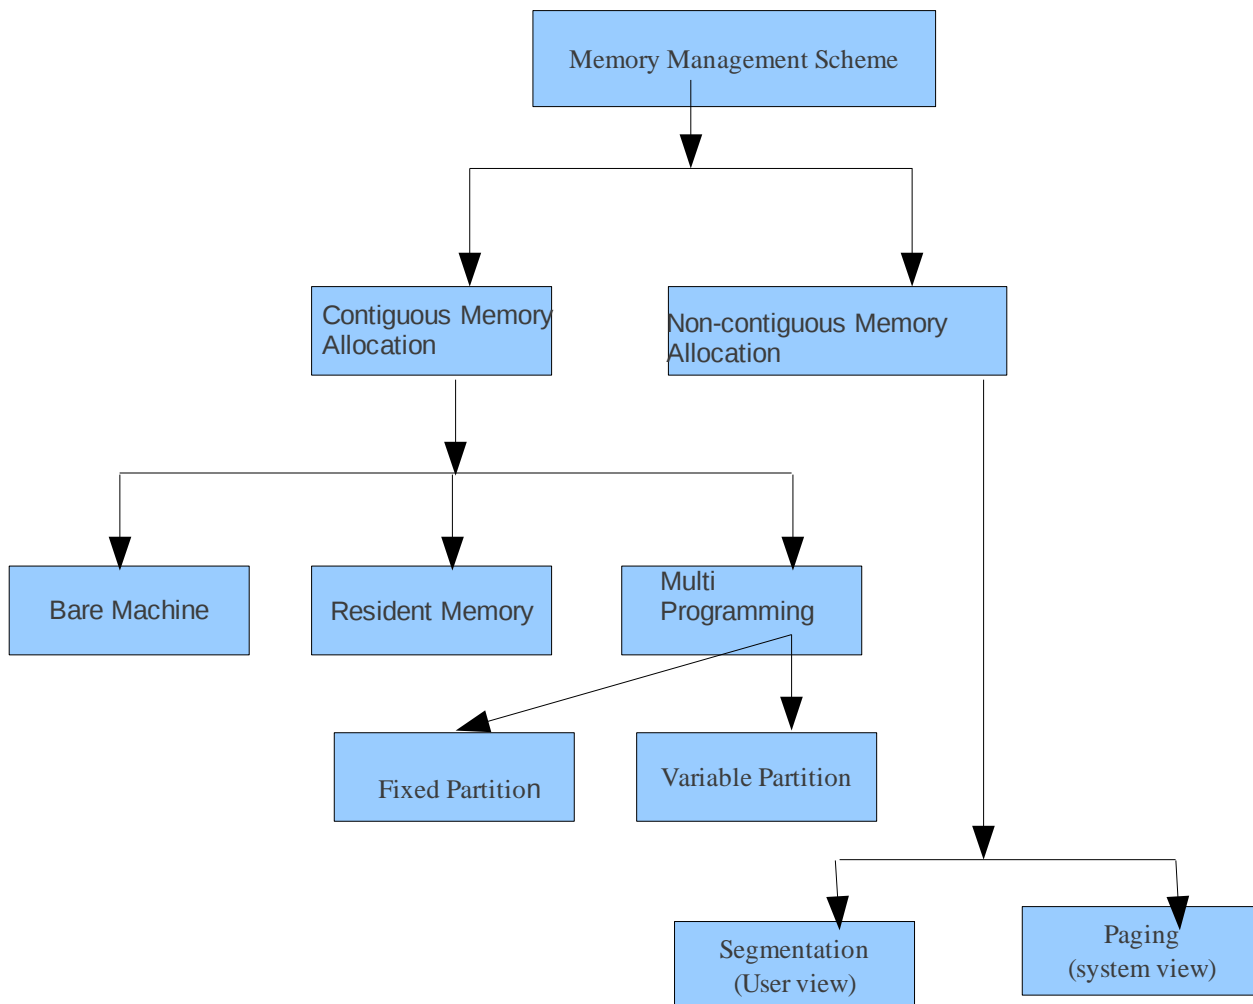 Memory Management Scheme
Contiguous Memory
Allocation
Non-contiguous Memory
Allocation
Bare Machine
Resident Memory
Multi
Programming
Fixed Partition
Variable Partition
Segmentation
(User view)
Paging
(system view)